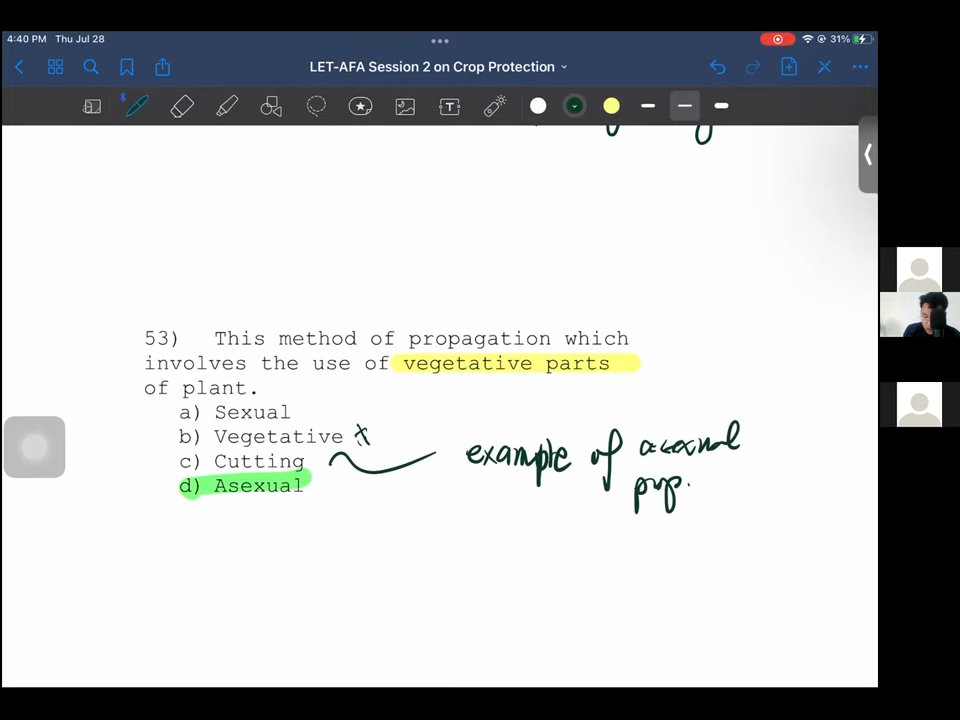 4:40 PM Thu Jul 28
31%
LET-AFA Session 2 on Crop Protection
T
53) This method of propagation which
involves the use of vegetative parts
of plant.
a) Sexual
b) Vegetative x
c) Cutting example of asexual
prop.
d) Asexual